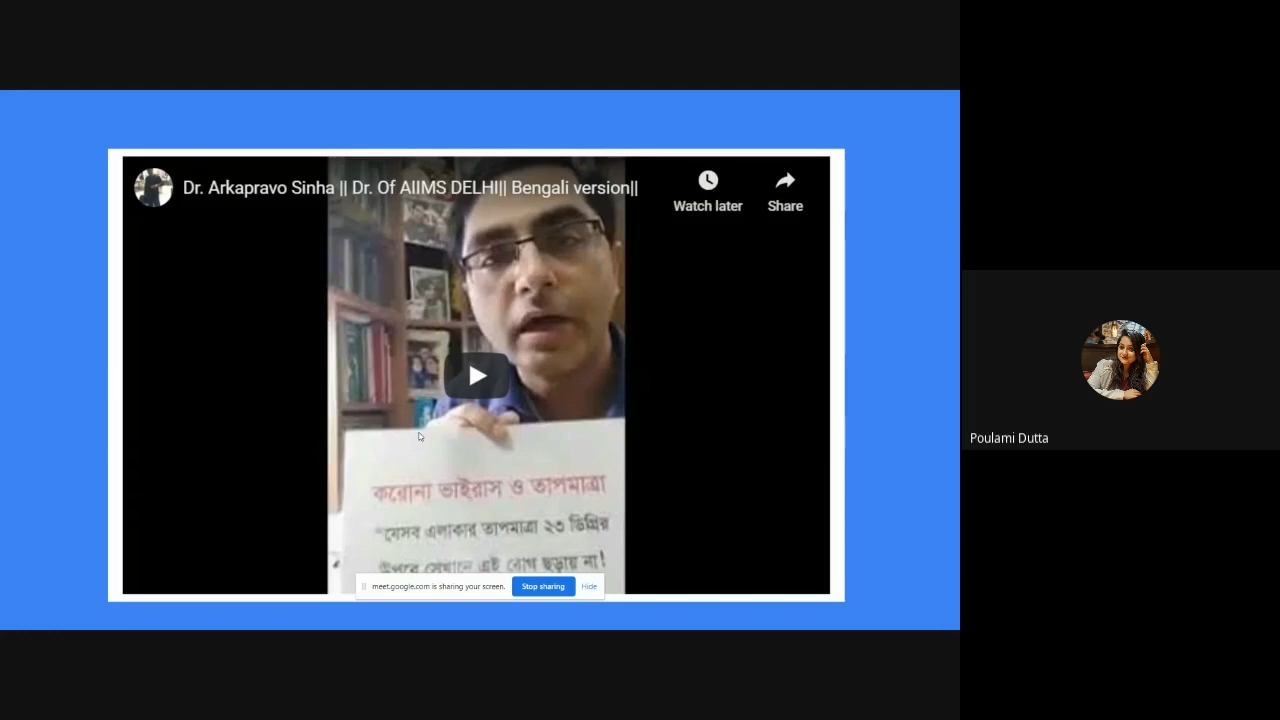 Dr. Arkapravo Sinha || Dr. Of AIIMS DELHI|| Bengali version||
Watch later
Share
করোনা ভাইরাস ও তাপমাত্রা
"যেসব এলাকার তাপমাত্রা ২৩ ডিগ্রির
উপরে সেখানে এই রোগ ছড়ায় না!
meet.google.com is sharing your screen.
Stop sharing
Hide
Poulami Dutta